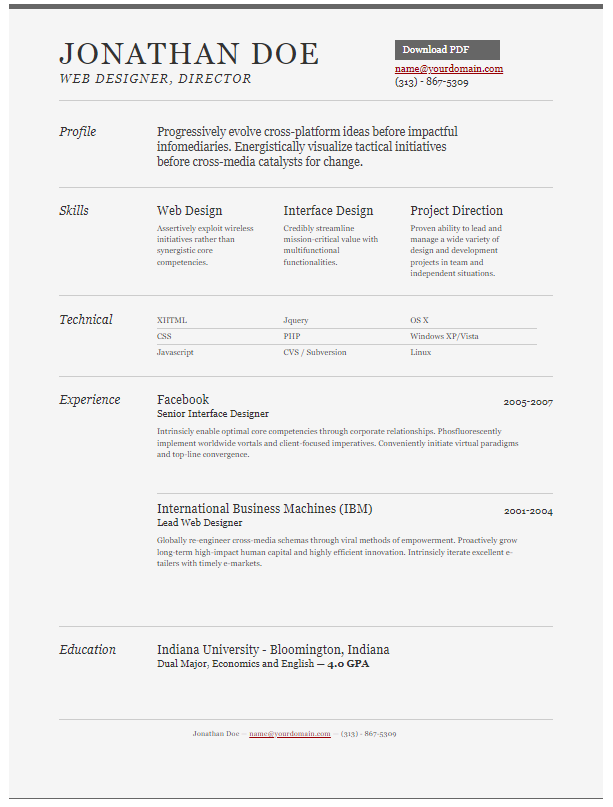 JONATHAN DOE
WEB DESIGNER, DIRECTOR
Download PDF
name@yourdomain.com
(313) - 867-5309
Profile
Progressively evolve cross-platform ideas before impactful
infomediaries. Energistically visualize tactical initiatives
before cross-media catalysts for change.
Skills
Web Design
Assertively exploit wireless
initiatives rather than
synergistic core
competencies.
Interface Design
Credibly streamline
mission-critical value with
multifunctional
functionalities.
Project Direction
Proven ability to lead and
manage a wide variety of
design and development
projects in team and
independent situations.
Technical
XHTML Jquery OS X
CSS PHP Windows XP/Vista
Javascript CVS / Subversion Linux
Experience
Facebook 2005-2007
Senior Interface Designer
Intrinsicly enable optimal core competencies through corporate relationships. Phosfluorescently
implement worldwide vortals and client-focused imperatives. Conveniently initiate virtual paradigms
and top-line convergence.
International Business Machines (IBM) 2001-2004
Lead Web Designer
Globally re-engineer cross-media schemas through viral methods of empowerment. Proactively grow
long-term high-impact human capital and highly efficient innovation. Intrinsicly iterate excellent e-
tailers with timely e-markets.
Education
Indiana University - Bloomington, Indiana
Dual Major, Economics and English — 4.0 GPA
Jonathan Doe — name@yourdomain.com — (313) - 867-5309